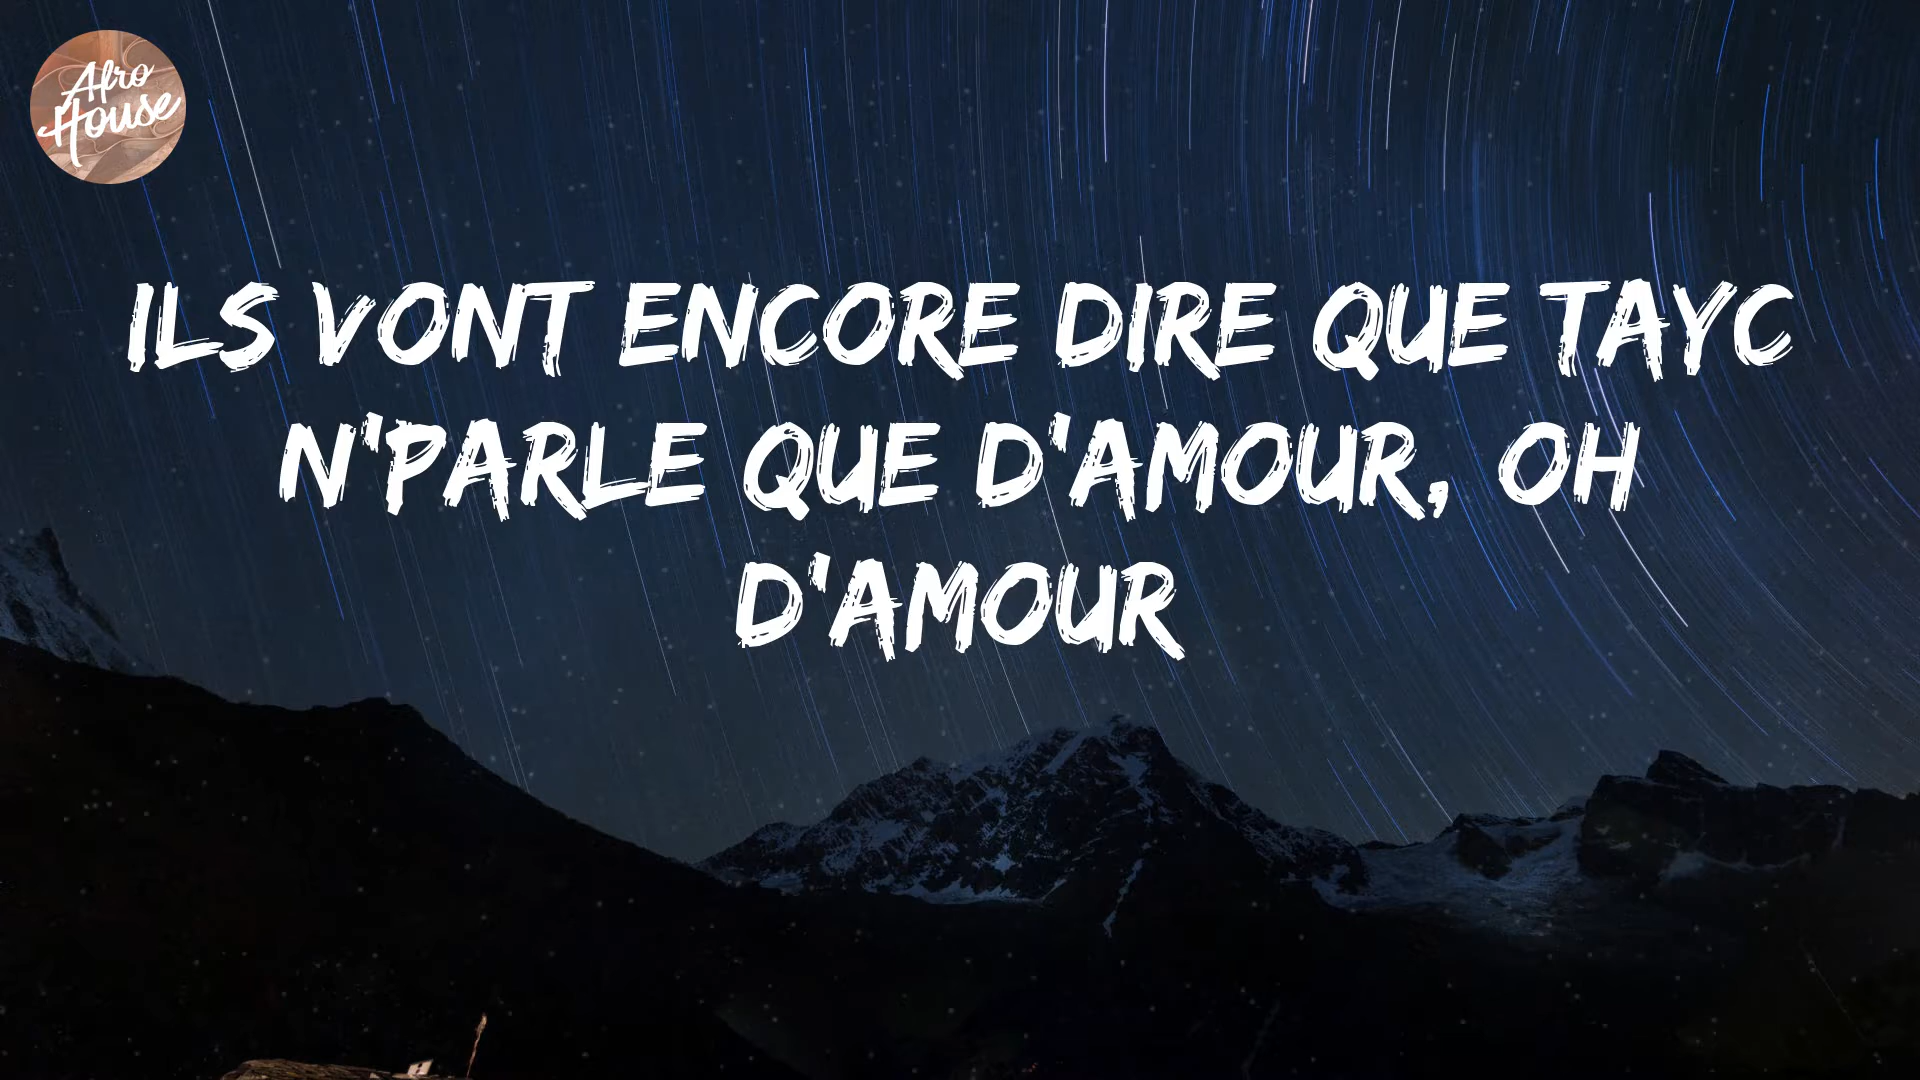 Afro
House
ILS VONT ENCORE DIRE QUE TAYC
N'PARLE QUE D'AMOUR, OH
D'AMOUR